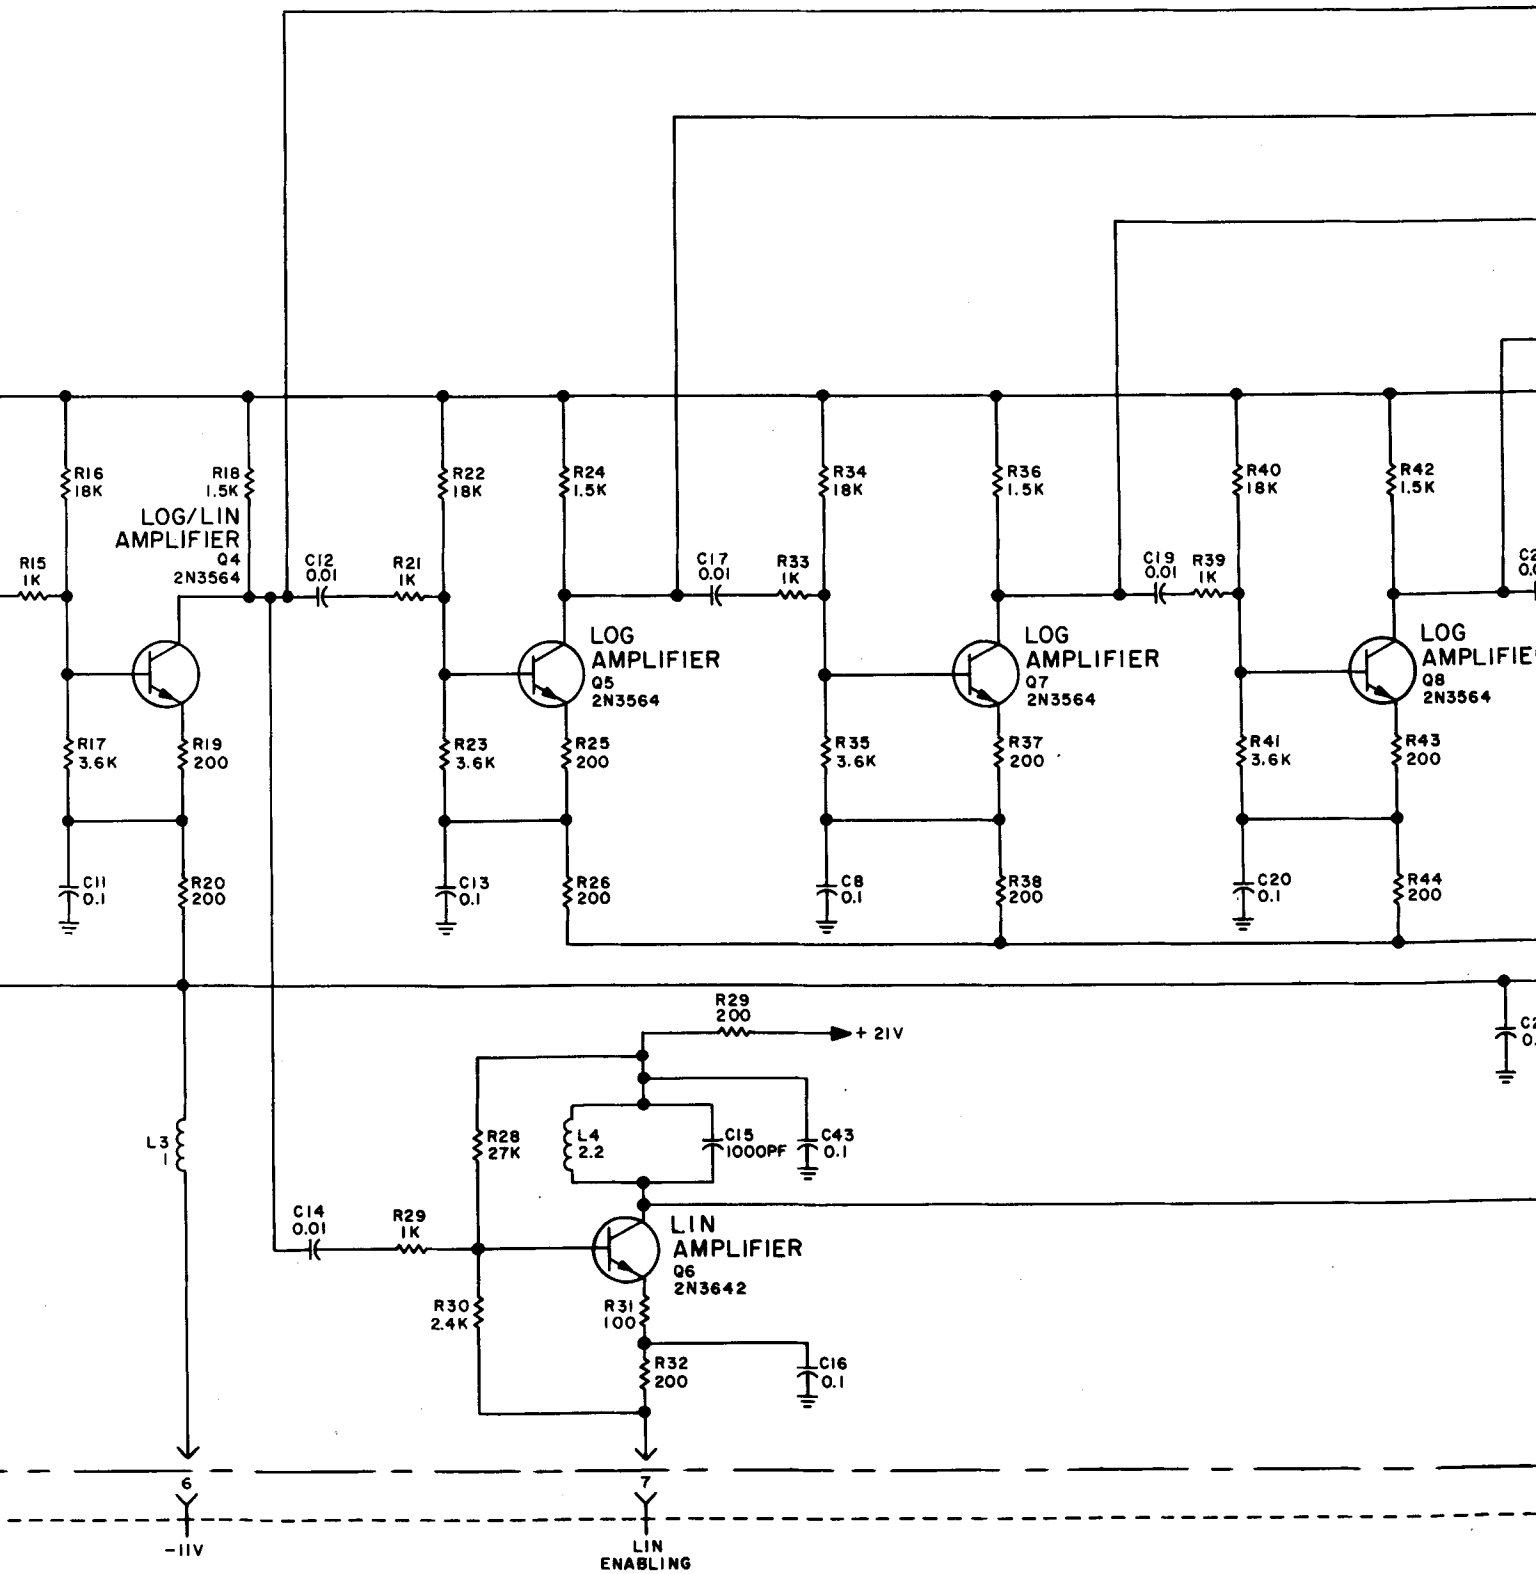 R16
18K
R18
1.5K
LOG/LIN
AMPLIFIER
Q4
2N3564
R15
1K
C12
0.01
R21
1K
R22
18K
R24
1.5K
C17
0.01
R33
1K
R34
18K
R36
1.5K
C19
0.01
R39
1K
R40
18K
R42
1.5K
LOG
AMPLIFIER
Q5
2N3564
LOG
AMPLIFIER
Q7
2N3564
LOG
AMPLIFIE
Q8
2N3564
R17
3.6K
R19
200
R23
3.6K
R25
200
R35
3.6K
R37
200
R41
3.6K
R43
200
C11
0.1
R20
200
C13
0.1
R26
200
C8
0.1
R38
200
C20
0.1
R44
200
R29
200
+ 21V
L3
1
R28
27K
L4
2.2
C15
1000PF
C43
0.1
C14
0.01
R29
1K
LIN
AMPLIFIER
Q6
2N3642
R30
2.4K
R31
100
R32
200
C16
0.1
6
7
-11V
LIN
ENABLING